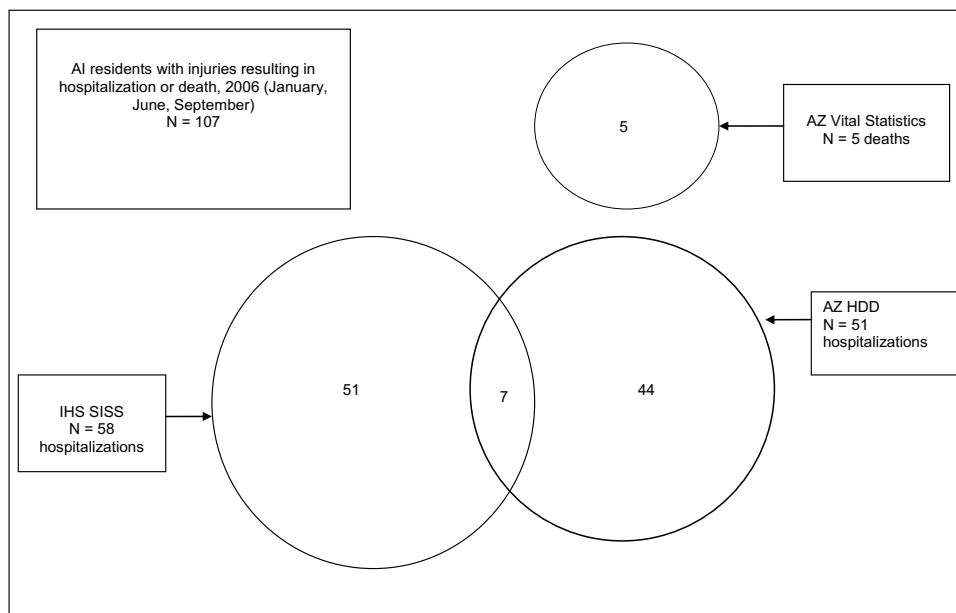 AI residents with injuries resulting in
hospitalization or death, 2006 (January,
June, September)
N = 107
5
AZ Vital Statistics
N = 5 deaths
AZ HDD
N = 51
hospitalizations
51
7
44
IHS SISS
N = 58
hospitalizations